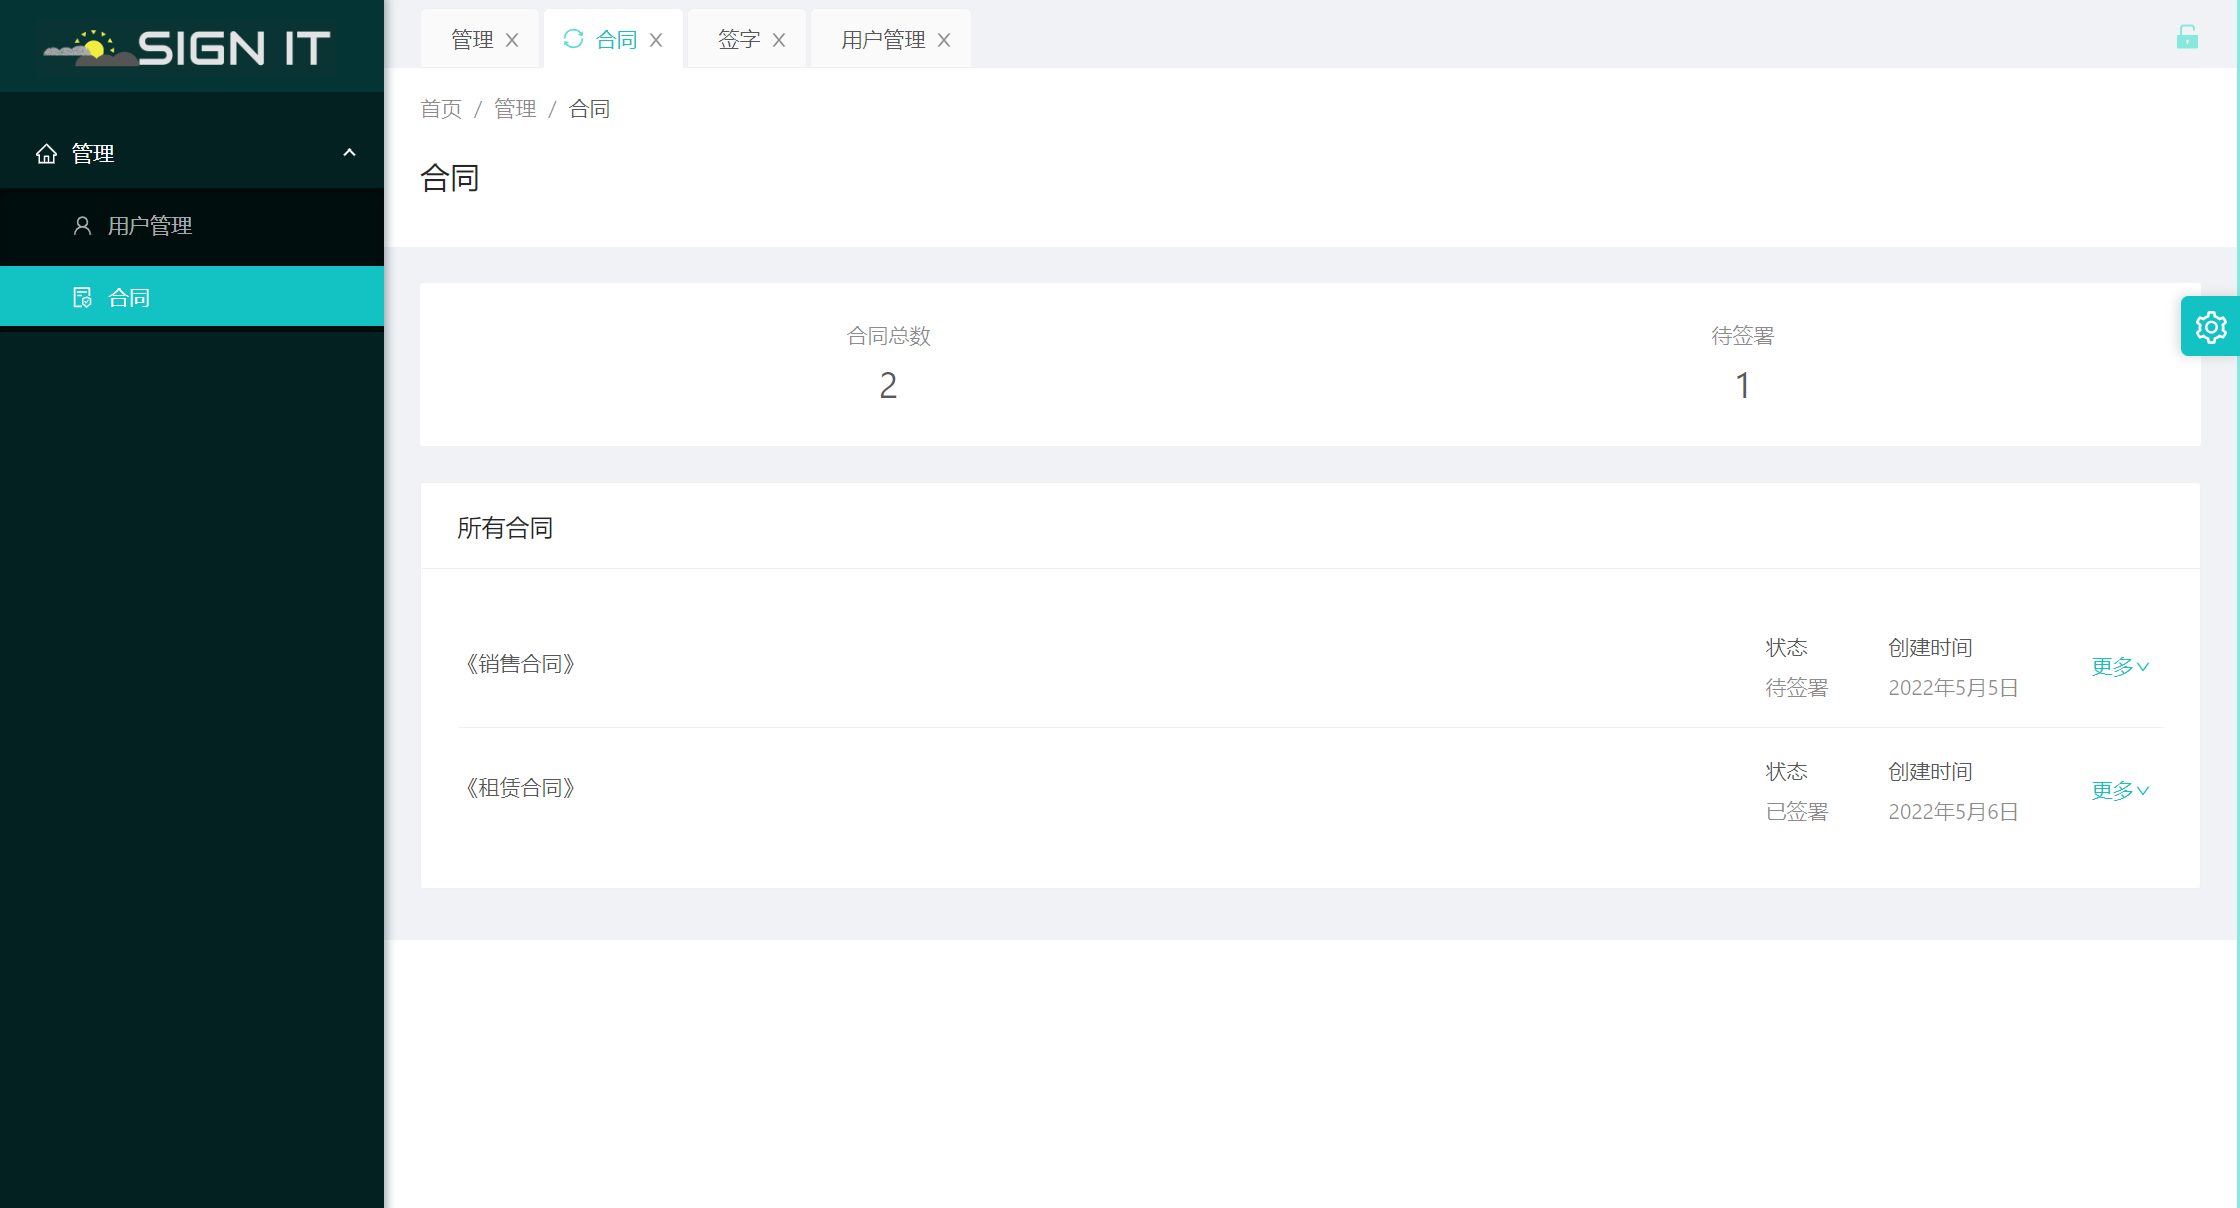 SIGN IT
管理
用户管理
合同
管理 合同 签字 用户管理
首页 / 管理 / 合同
合同
合同总数
2
待签署
1
所有合同
《销售合同》
状态
待签署
创建时间
2022年5月5日
更多
《租赁合同》
状态
已签署
创建时间
2022年5月6日
更多